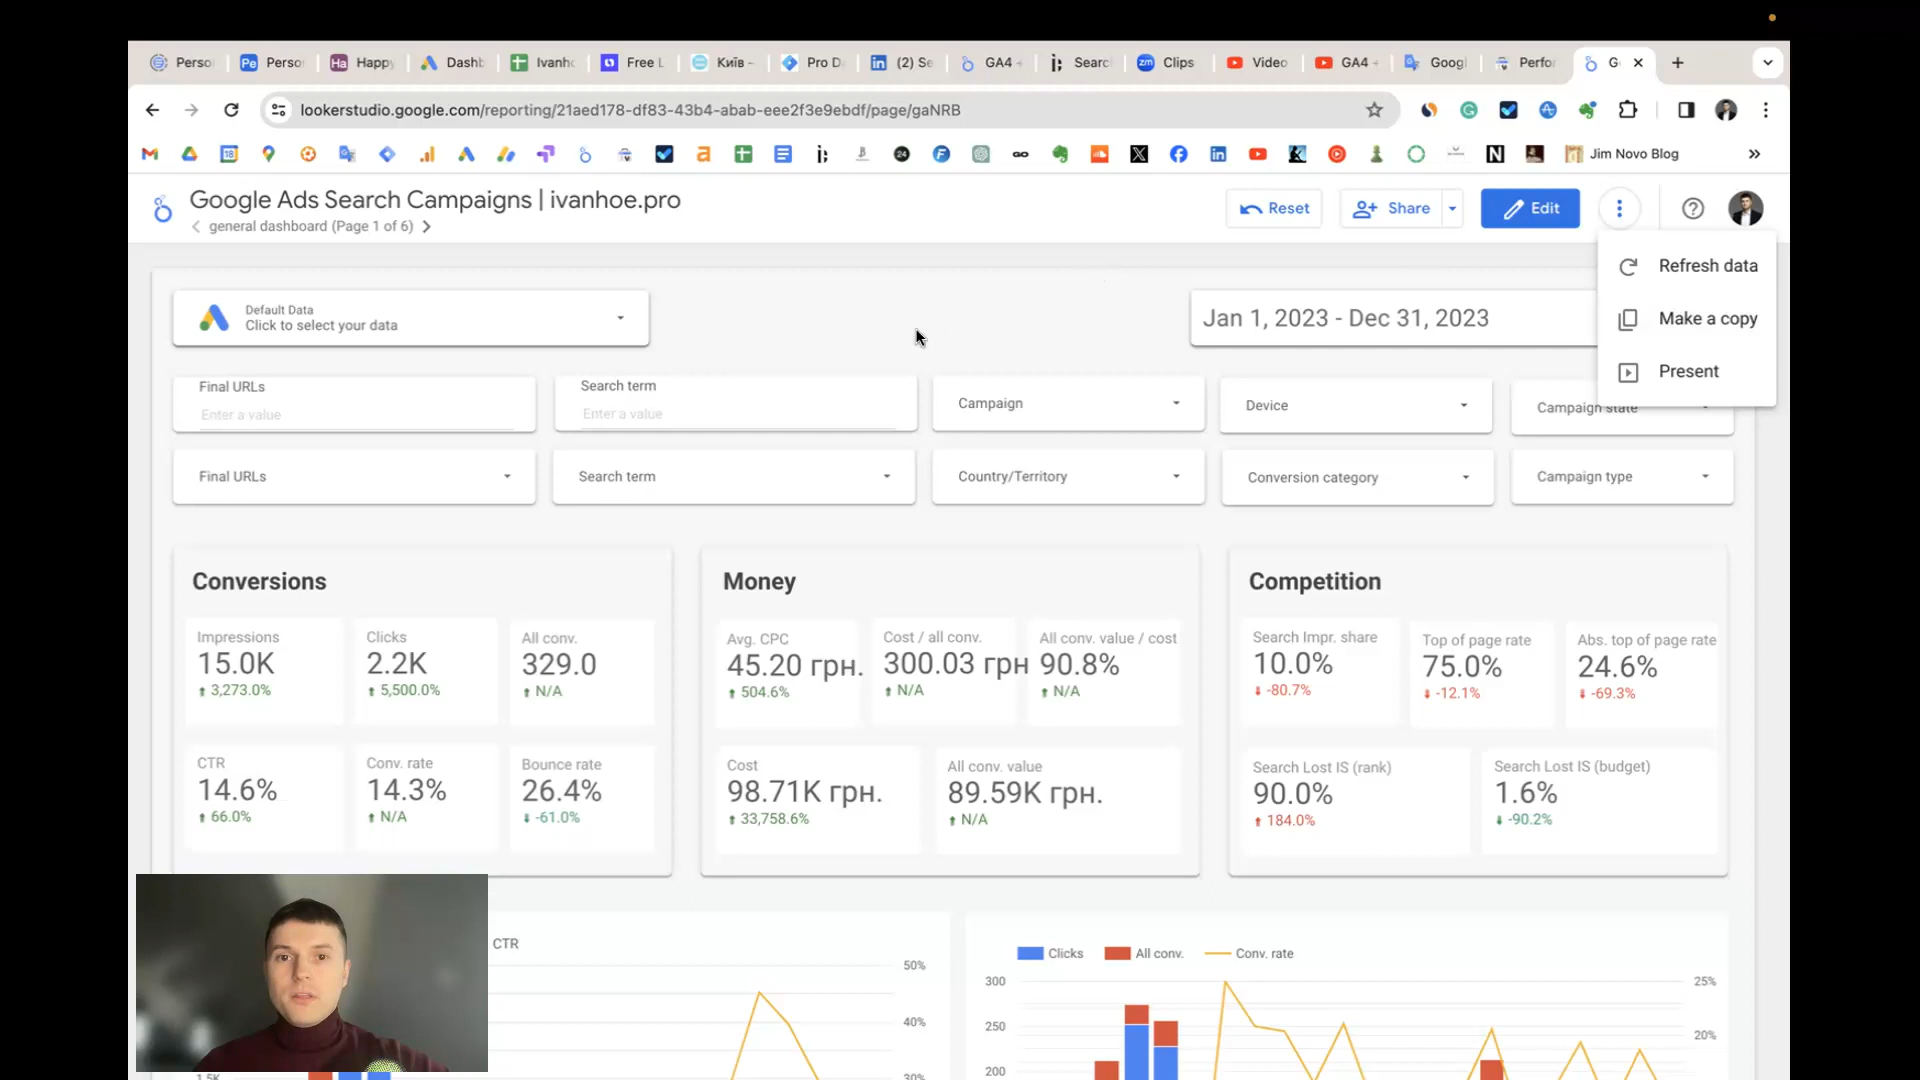 Perso
Perso
Happy
Dashb
Ivanho
Free L
Київ -
Pro D
(2) Se
GA4 -
Searc
Clips
Video
GA4 -
Googl
Perfor
G
lookerstudio.google.com/reporting/21aed178-df83-43b4-abab-eee2f3e9ebdf/page/gaNRB
Jim Novo Blog
Google Ads Search Campaigns | ivanhoe.pro
general dashboard (Page 1 of 6)
Reset
Share
Edit
Refresh data
Make a copy
Present
Default Data
Click to select your data
Jan 1, 2023 - Dec 31, 2023
Final URLs
Enter a value
Search term
Enter a value
Campaign
Device
Campaign state
Final URLs
Search term
Country/Territory
Conversion category
Campaign type
Conversions
Impressions
15.0K
3,273.0%
Clicks
2.2K
5,500.0%
All conv.
329.0
N/A
CTR
14.6%
66.0%
Conv. rate
14.3%
N/A
Bounce rate
26.4%
-61.0%
Money
Avg. CPC
45.20 грн.
504.6%
Cost / all conv.
300.03 грн
N/A
All conv. value / cost
90.8%
N/A
Cost
98.71K грн.
33,758.6%
All conv. value
89.59K грн.
N/A
Competition
Search Impr. share
10.0%
-80.7%
Top of page rate
75.0%
-12.1%
Abs. top of page rate
24.6%
-69.3%
Search Lost IS (rank)
90.0%
184.0%
Search Lost IS (budget)
1.6%
-90.2%
CTR
50%
40%
30%
1.5K
Clicks
All conv.
Conv. rate
300
250
200
25%
20%